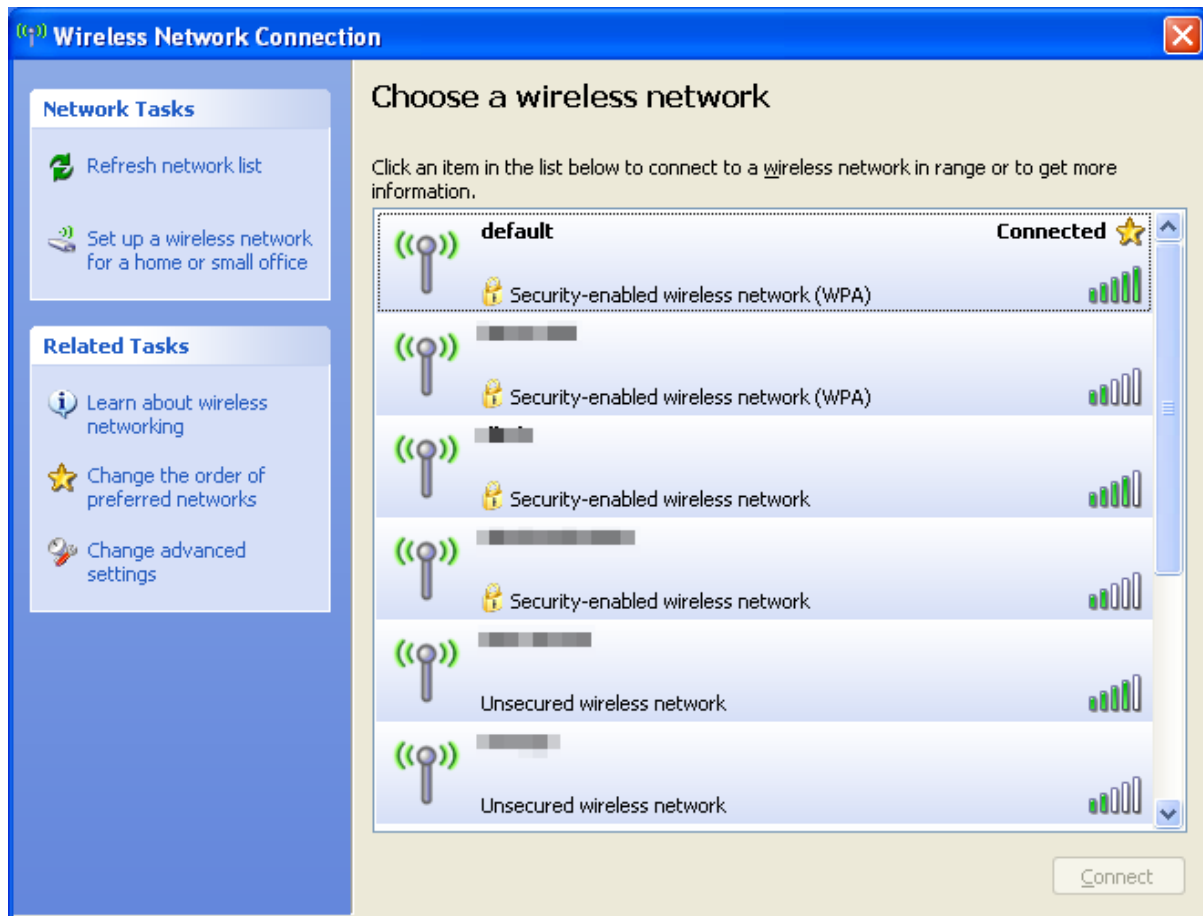 Wireless Network Connection
Network Tasks
Refresh network list
Set up a wireless network
for a home or small office
Related Tasks
Learn about wireless
networking
Change the order of
preferred networks
Change advanced
settings
Choose a wireless network
Click an item in the list below to connect to a wireless network in range or to get more
information.
default Connected
Security-enabled wireless network (WPA)
Security-enabled wireless network (WPA)
Security-enabled wireless network
Security-enabled wireless network
Unsecured wireless network
Unsecured wireless network
Connect